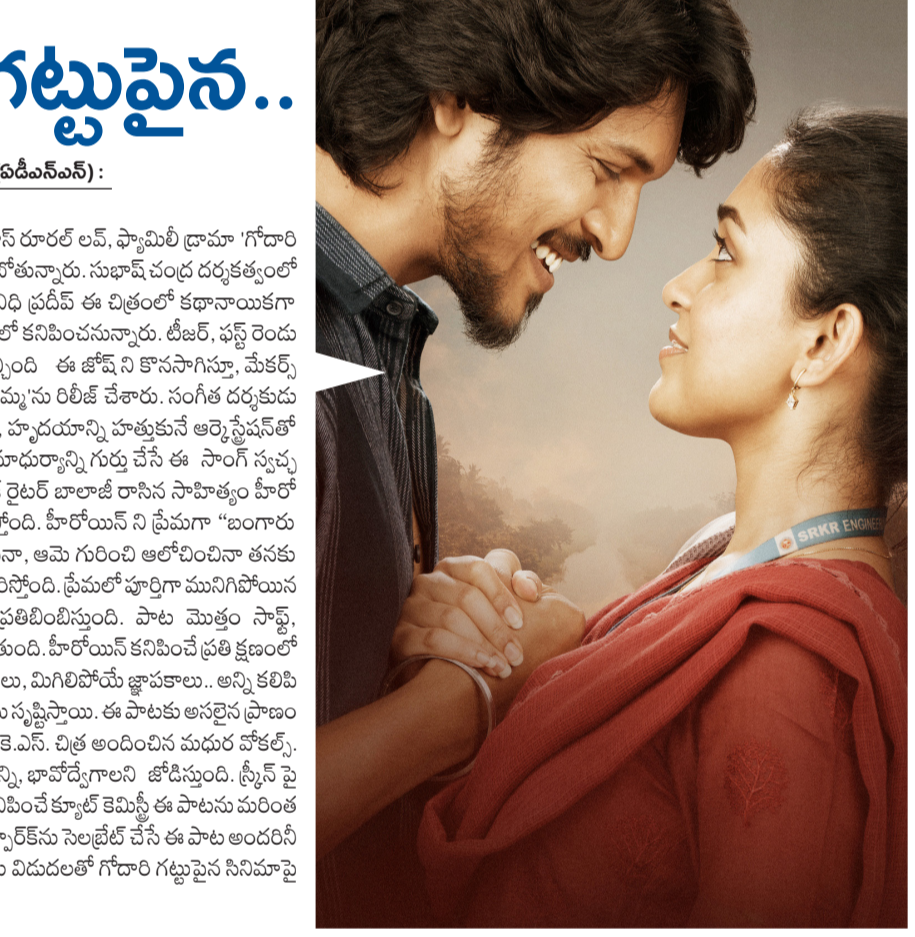 గట్టుపైన..
(ఏడీఎన్ఎన్) :
రూరల్ లవ్, ఫ్యామిలీ డ్రామా 'గోదారి
సుభాష్ చంద్ర దర్శకత్వంలో
ప్రదీప్ ఈ చిత్రంలో కథానాయికగా
కనిపించనున్నారు. టీజర్, ఫస్ట్ రెండు
ఈ జోష్ ని కొనసాగిస్తూ, మేకర్స్
రిలీజ్ చేశారు. సంగీత దర్శకుడు
హృదయాన్ని హత్తుకునే ఆర్కెస్ట్రేషన్‌తో
గుర్తు చేసే ఈ సాంగ్ స్వచ్ఛ
రైటర్ బాలాజీ రాసిన సాహిత్యం హీరో
హీరోయిన్ ని ప్రేమగా “బంగారు
ఆమె గురించి ఆలోచించినా తనకు
ప్రేమలో పూర్తిగా మునిగిపోయిన
ప్రతిబింబిస్తుంది. పాట మొత్తం సాఫ్ట్,
హీరోయిన్ కనిపించే ప్రతి క్షణంలో
మిగిలిపోయే జ్ఞాపకాలు.. అన్ని కలిపి
సృష్టిస్తాయి. ఈ పాటకు అసలైన ప్రాణం
కె.ఎస్. చిత్ర అందించిన మధుర వోకల్స్.
భావోద్వేగాలని జోడిస్తుంది. స్క్రీన్ పై
క్యూట్ కెమిస్ట్రీ ఈ పాటను మరింత
సెలబ్రేట్ చేసే ఈ పాట అందరినీ
విడుదలతో గోదారి గట్టుపైన సినిమాపై
SRKR